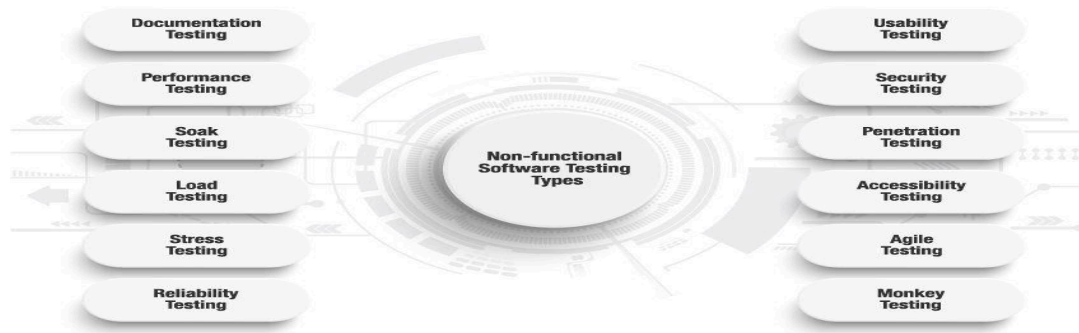 Documentation
Testing
Performance
Testing
Soak
Testing
Load
Testing
Stress
Testing
Reliability
Testing
Non-functional
Software Testing
Types
Usability
Testing
Security
Testing
Penetration
Testing
Accessibility
Testing
Agile
Testing
Monkey
Testing